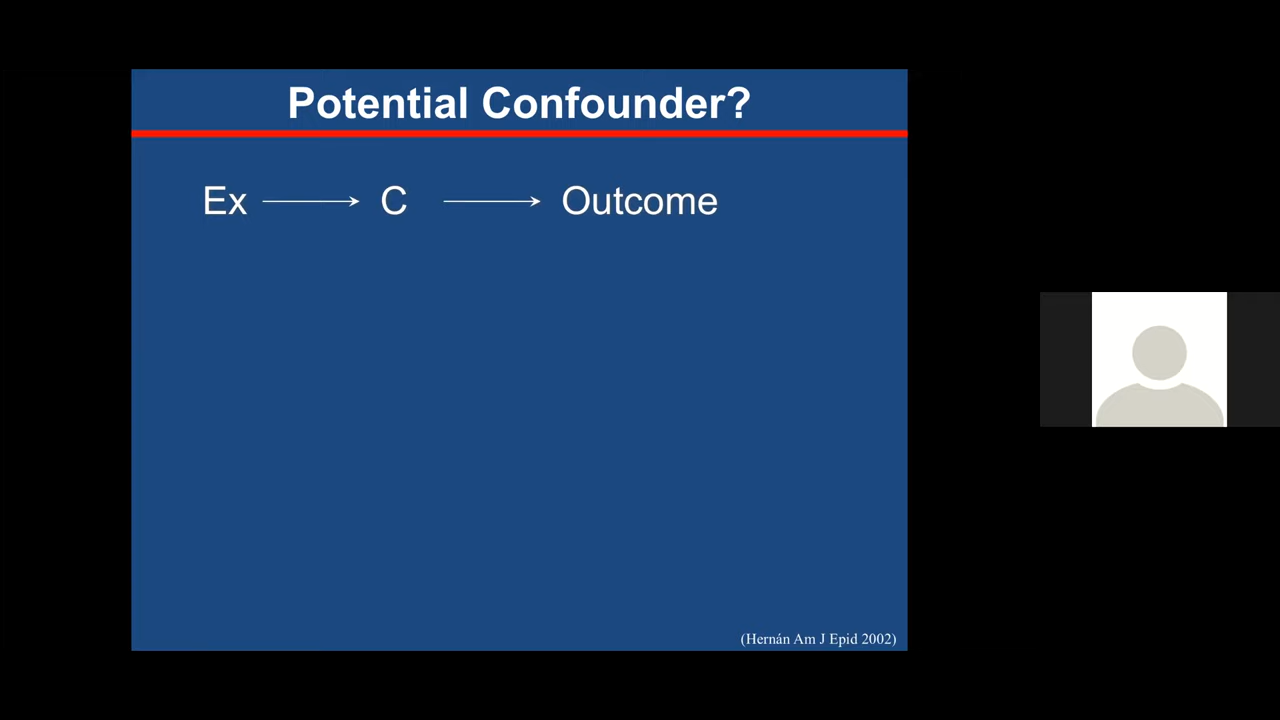 Potential Confounder?
Ex C Outcome
(Hernán Am J Epid 2002)